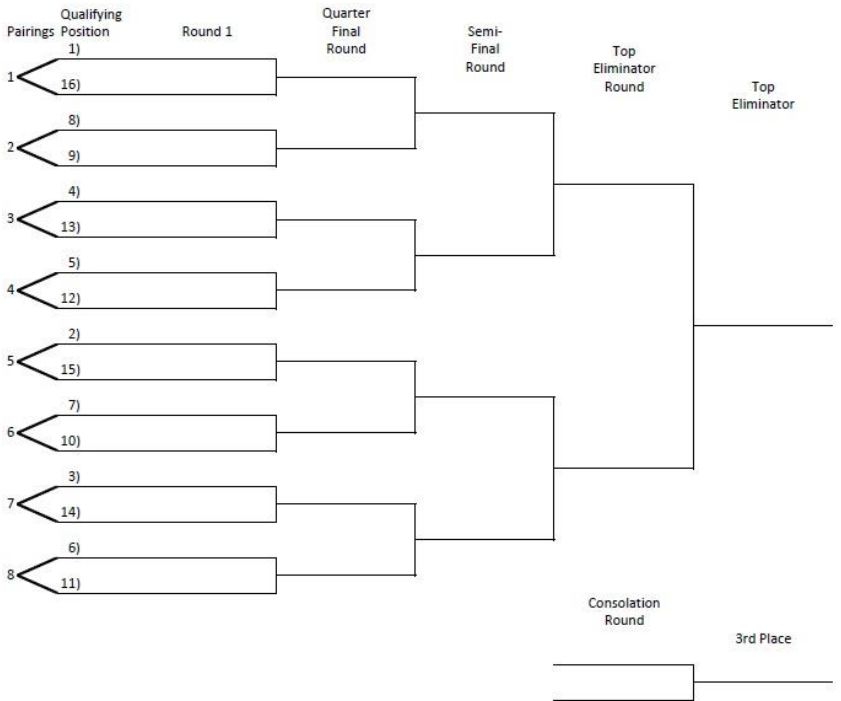 Pairings
Qualifying
Position
Round 1
Quarter
Final
Round
Semi-
Final
Round
Top
Eliminator
Round
Top
Eliminator
1
1)
16)
2
8)
9)
3
4)
13)
4
5)
12)
5
2)
15)
6
7)
10)
7
3)
14)
8
6)
11)
Consolation
Round
3rd Place